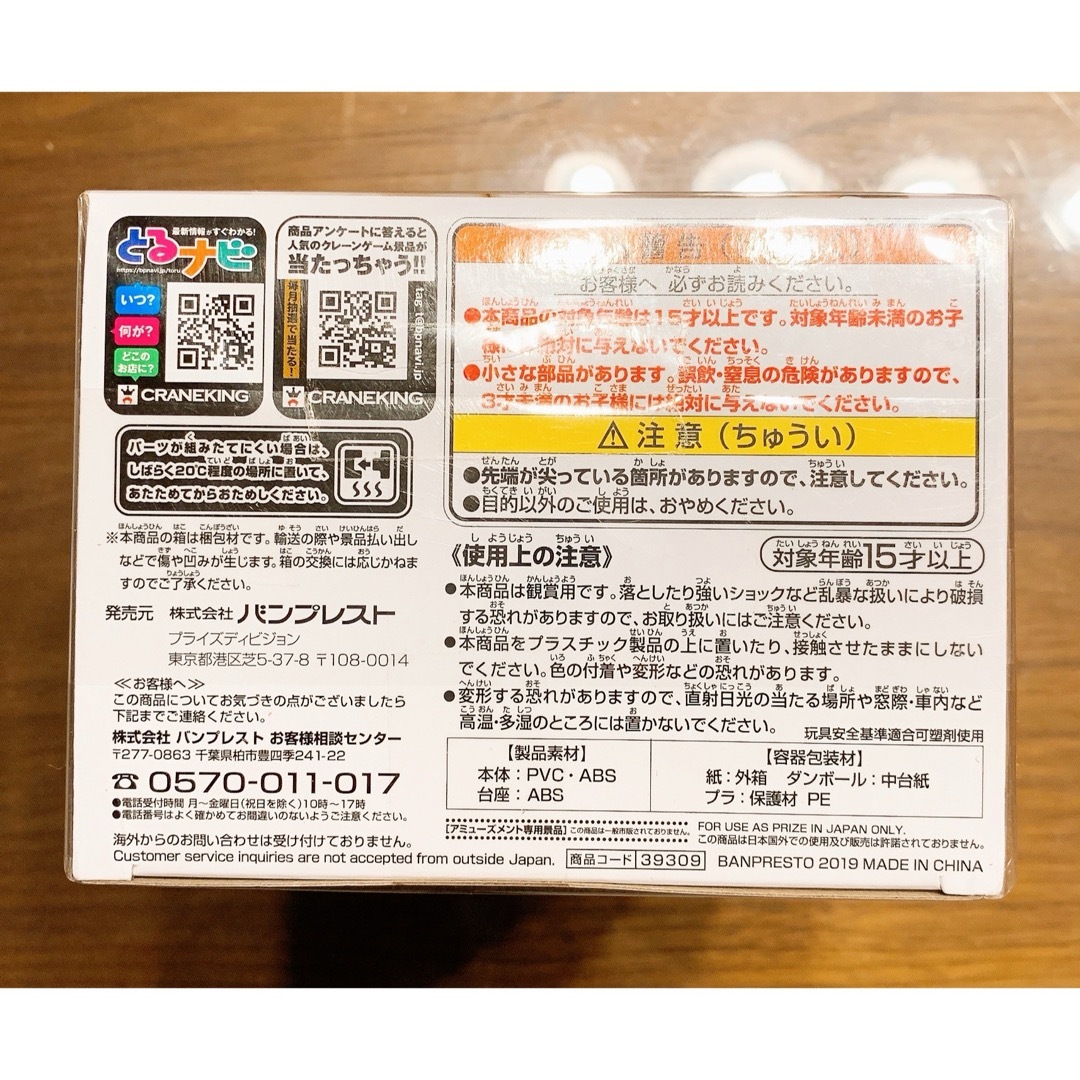 最新情報がすぐわかる!
とるナビ
https://bpnavi.jp/toru
いつ?
何が?
どこの
お店に?
CRANEKING
商品アンケートに答えると
人気のクレーンゲーム景品が
当たっちゃう!!
毎月抽選で当たる!
CRANEKING
パーツが組みたてにくい場合は、
しばらく20℃程度の場所に置いて、
あたためてからおためしください。
※本商品の箱は梱包材です。輸送の際や景品払い出し
などで傷や凹みが生じます。箱の交換には応じかねま
すのでご了承ください。
発売元 株式会社 バンプレスト
プライズディビジョン
東京都港区芝5-37-8 〒108-0014
≪お客様へ≫
この商品についてお気づきの点がございましたら
下記までご連絡ください。
株式会社 バンプレスト お客様相談センター
〒277-0863 千葉県柏市豊四季241-22
☎0570-011-017
●電話受付時間 月~金曜日(祝日を除く)10時~17時
●電話番号はよく確かめてお間違いのないようご注意ください。
海外からのお問い合わせは受け付けておりません。
Customer service inquiries are not accepted from outside Japan.
警告
お客様へ 必ずお読みください。
●本商品の対象年齢は15才以上です。対象年齢未満のお子
様には絶対に与えないでください。
●小さな部品があります。誤飲・窒息の危険がありますので、
3才未満のお子様には絶対に与えないでください。
⚠注意(ちゅうい)
●先端が尖っている箇所がありますので、注意してください。
●目的以外のご使用は、おやめください。
《使用上の注意》
対象年齢15才以上
●本商品は観賞用です。落としたり強いショックなど乱暴な扱いにより破損
する恐れがありますので、お取り扱いにはご注意ください。
●本商品をプラスチック製品の上に置いたり、接触させたままにしない
でください。色の付着や変形などの恐れがあります。
●変形する恐れがありますので、直射日光の当たる場所や窓際・車内など
高温・多湿のところには置かないでください。
玩具安全基準適合可塑剤使用
【製品素材】
本体:PVC・ABS
台座:ABS
【容器包装材】
紙:外箱 ダンボール:中台紙
プラ:保護材 PE
【アミューズメント専用景品】この商品は一般市販されておりません。
FOR USE AS PRIZE IN JAPAN ONLY.
この商品は日本国外での使用及び販売は許諾されておりません。
商品コード 39309
BANPRESTO 2019 MADE IN CHINA